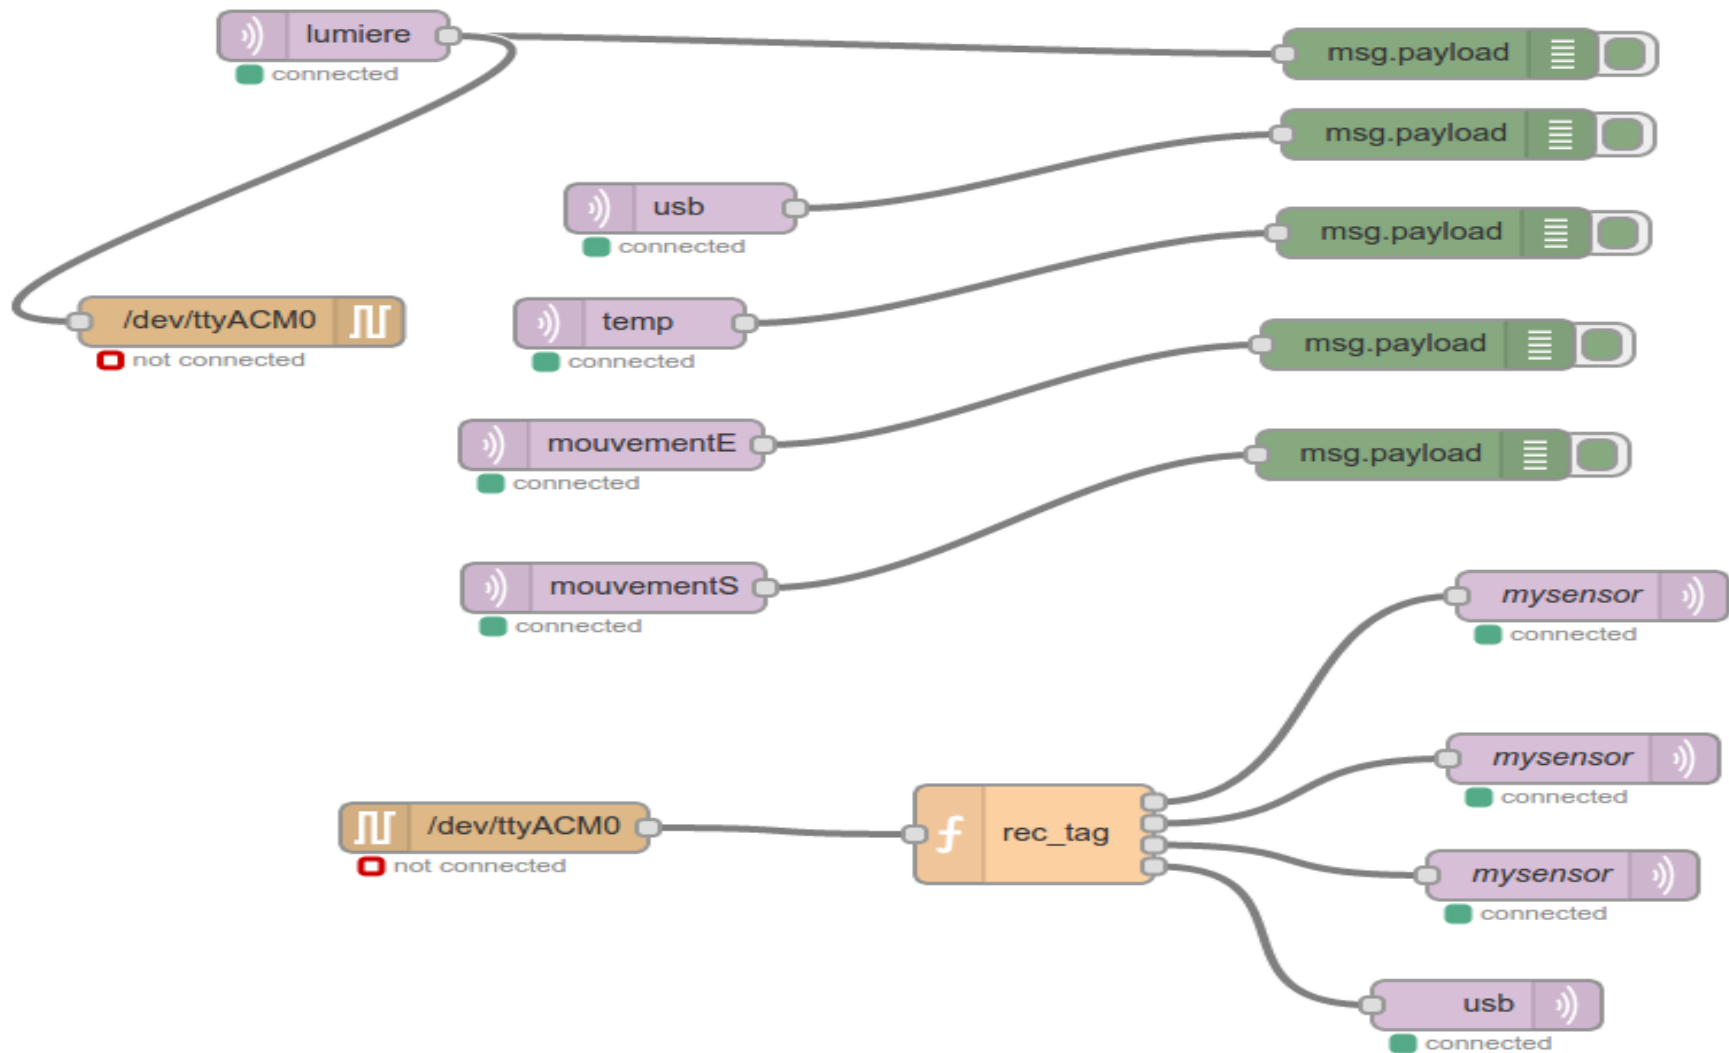 lumiere
connected
msg.payload
msg.payload
usb
connected
msg.payload
/dev/ttyACM0
not connected
temp
connected
msg.payload
mouvementE
connected
msg.payload
mouvementS
connected
mysensor
connected
mysensor
connected
/dev/ttyACM0
not connected
rec_tag
mysensor
connected
usb
connected